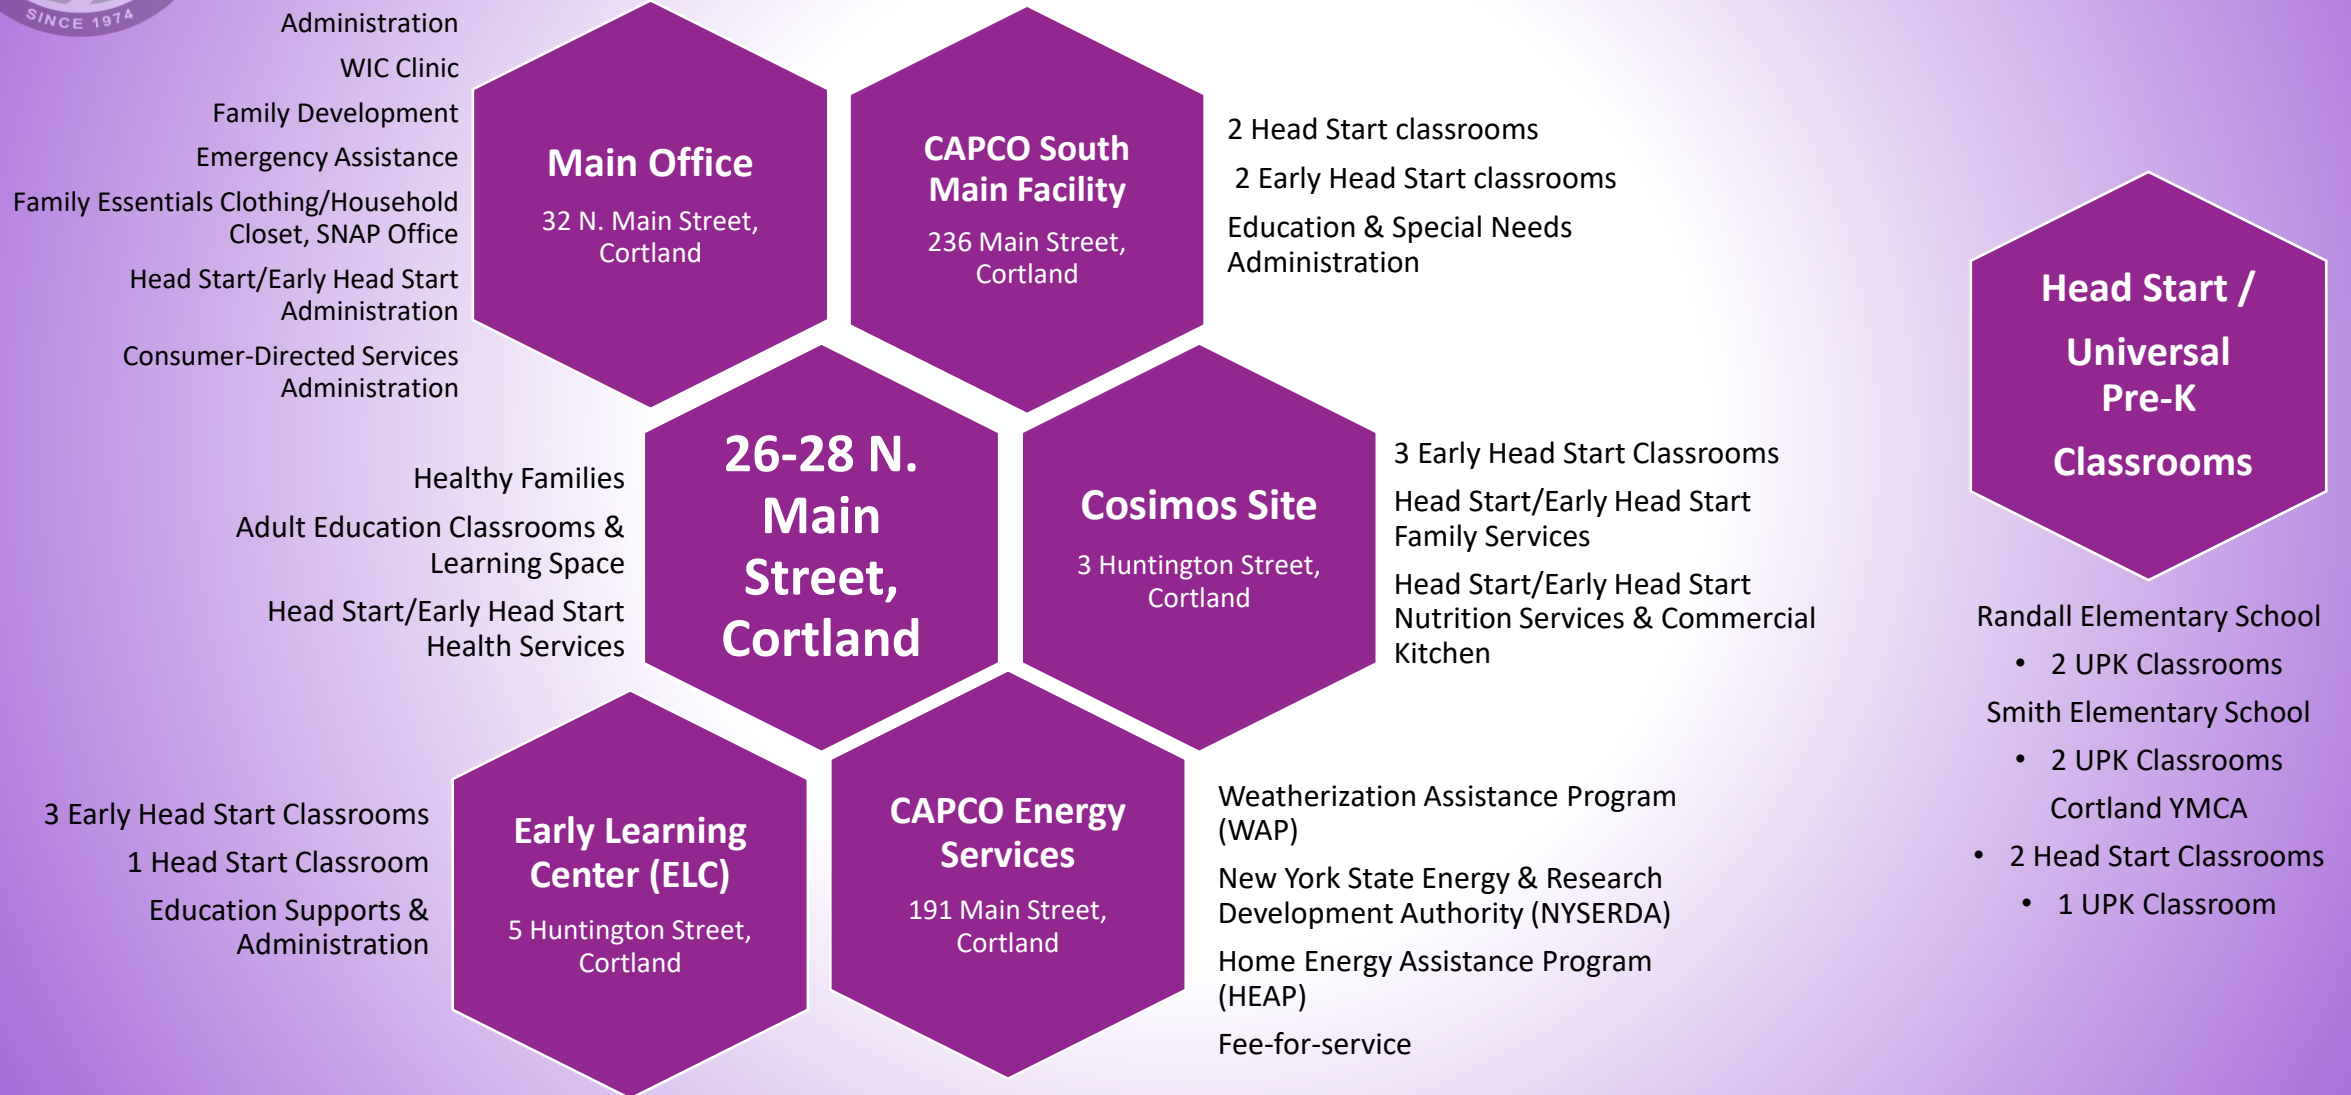 SINCE 1974
Administration
WIC Clinic
Family Development
Emergency Assistance
Family Essentials Clothing/Household
Closet, SNAP Office
Head Start/Early Head Start
Administration
Consumer-Directed Services
Administration
Main Office
32 N. Main Street,
Cortland
CAPCO South
Main Facility
236 Main Street,
Cortland
2 Head Start classrooms
2 Early Head Start classrooms
Education & Special Needs
Administration
Healthy Families
Adult Education Classrooms &
Learning Space
Head Start/Early Head Start
Health Services
26-28 N.
Main
Street,
Cortland
Cosimos Site
3 Huntington Street,
Cortland
3 Early Head Start Classrooms
Head Start/Early Head Start
Family Services
Head Start/Early Head Start
Nutrition Services & Commercial
Kitchen
3 Early Head Start Classrooms
1 Head Start Classroom
Education Supports &
Administration
Early Learning
Center (ELC)
5 Huntington Street,
Cortland
CAPCO Energy
Services
191 Main Street,
Cortland
Weatherization Assistance Program
(WAP)
New York State Energy & Research
Development Authority (NYSERDA)
Home Energy Assistance Program
(HEAP)
Fee-for-service
Head Start /
Universal
Pre-K
Classrooms
Randall Elementary School
• 2 UPK Classrooms
Smith Elementary School
• 2 UPK Classrooms
Cortland YMCA
• 2 Head Start Classrooms
• 1 UPK Classroom